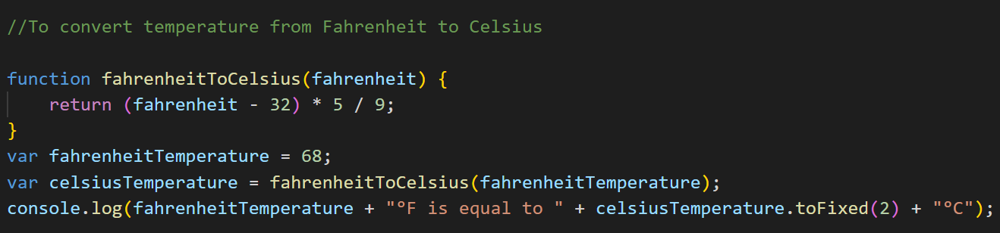 //To convert temperature from Fahrenheit to Celsius
function fahrenheitToCelsius(fahrenheit) {
    return (fahrenheit - 32) * 5 / 9;
}
var fahrenheitTemperature = 68;
var celsiusTemperature = fahrenheitToCelsius(fahrenheitTemperature);
console.log(fahrenheitTemperature + "°F is equal to " + celsiusTemperature.toFixed(2) + "°C");